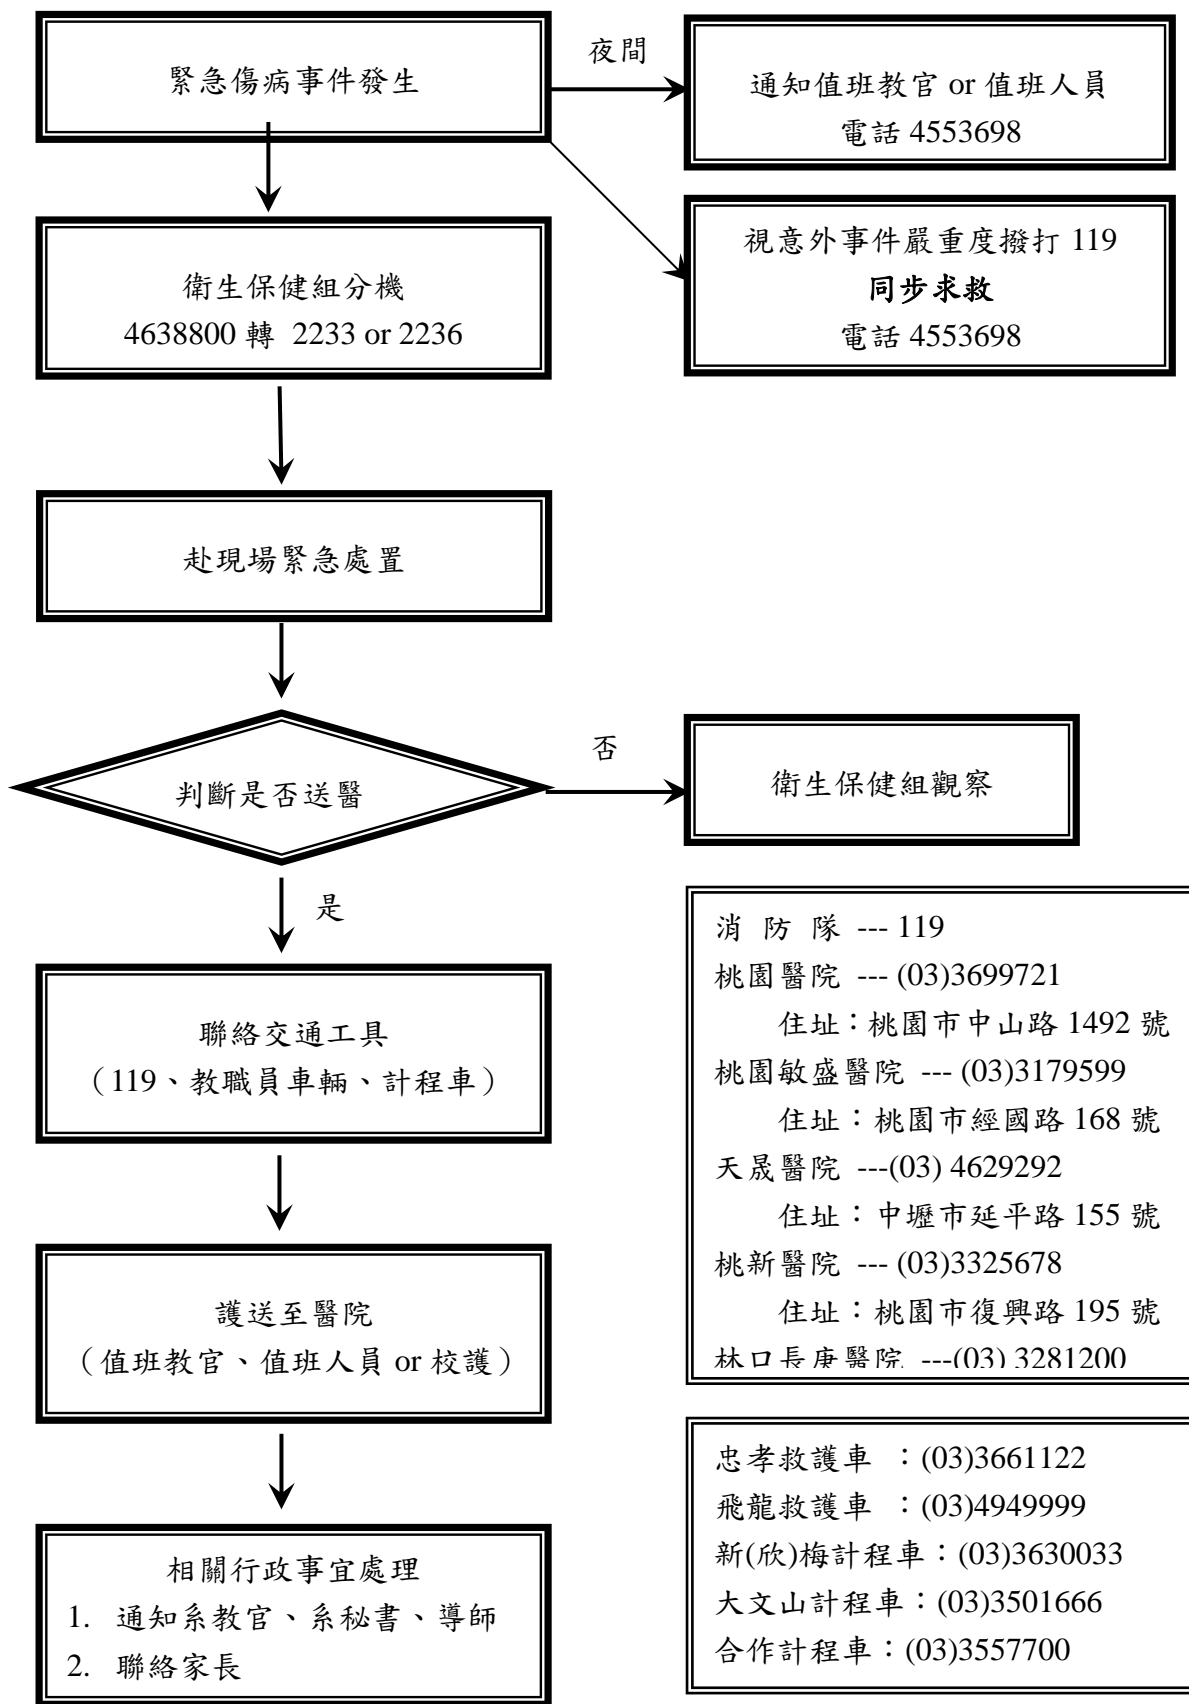 緊急傷病事件發生
夜間
通知值班教官 or 值班人員
電話 4553698
視意外事件嚴重度撥打 119
同步求救
電話 4553698
衛生保健組分機
4638800 轉 2233 or 2236
赴現場緊急處置
判斷是否送醫
否
衛生保健組觀察
是
聯絡交通工具
（119、教職員車輛、計程車）
護送至醫院
（值班教官、值班人員 or 校護）
相關行政事宜處理
1. 通知系教官、系秘書、導師
2. 聯絡家長
消 防 隊 --- 119
桃園醫院 --- (03)3699721
住址：桃園市中山路 1492 號
桃園敏盛醫院 --- (03)3179599
住址：桃園市經國路 168 號
天晟醫院 ---(03) 4629292
住址：中壢市延平路 155 號
桃新醫院 --- (03)3325678
住址：桃園市復興路 195 號
林口長庚醫院 ---(03) 3281200
忠孝救護車 ：(03)3661122
飛龍救護車 ：(03)4949999
新(欣)梅計程車：(03)3630033
大文山計程車：(03)3501666
合作計程車：(03)3557700